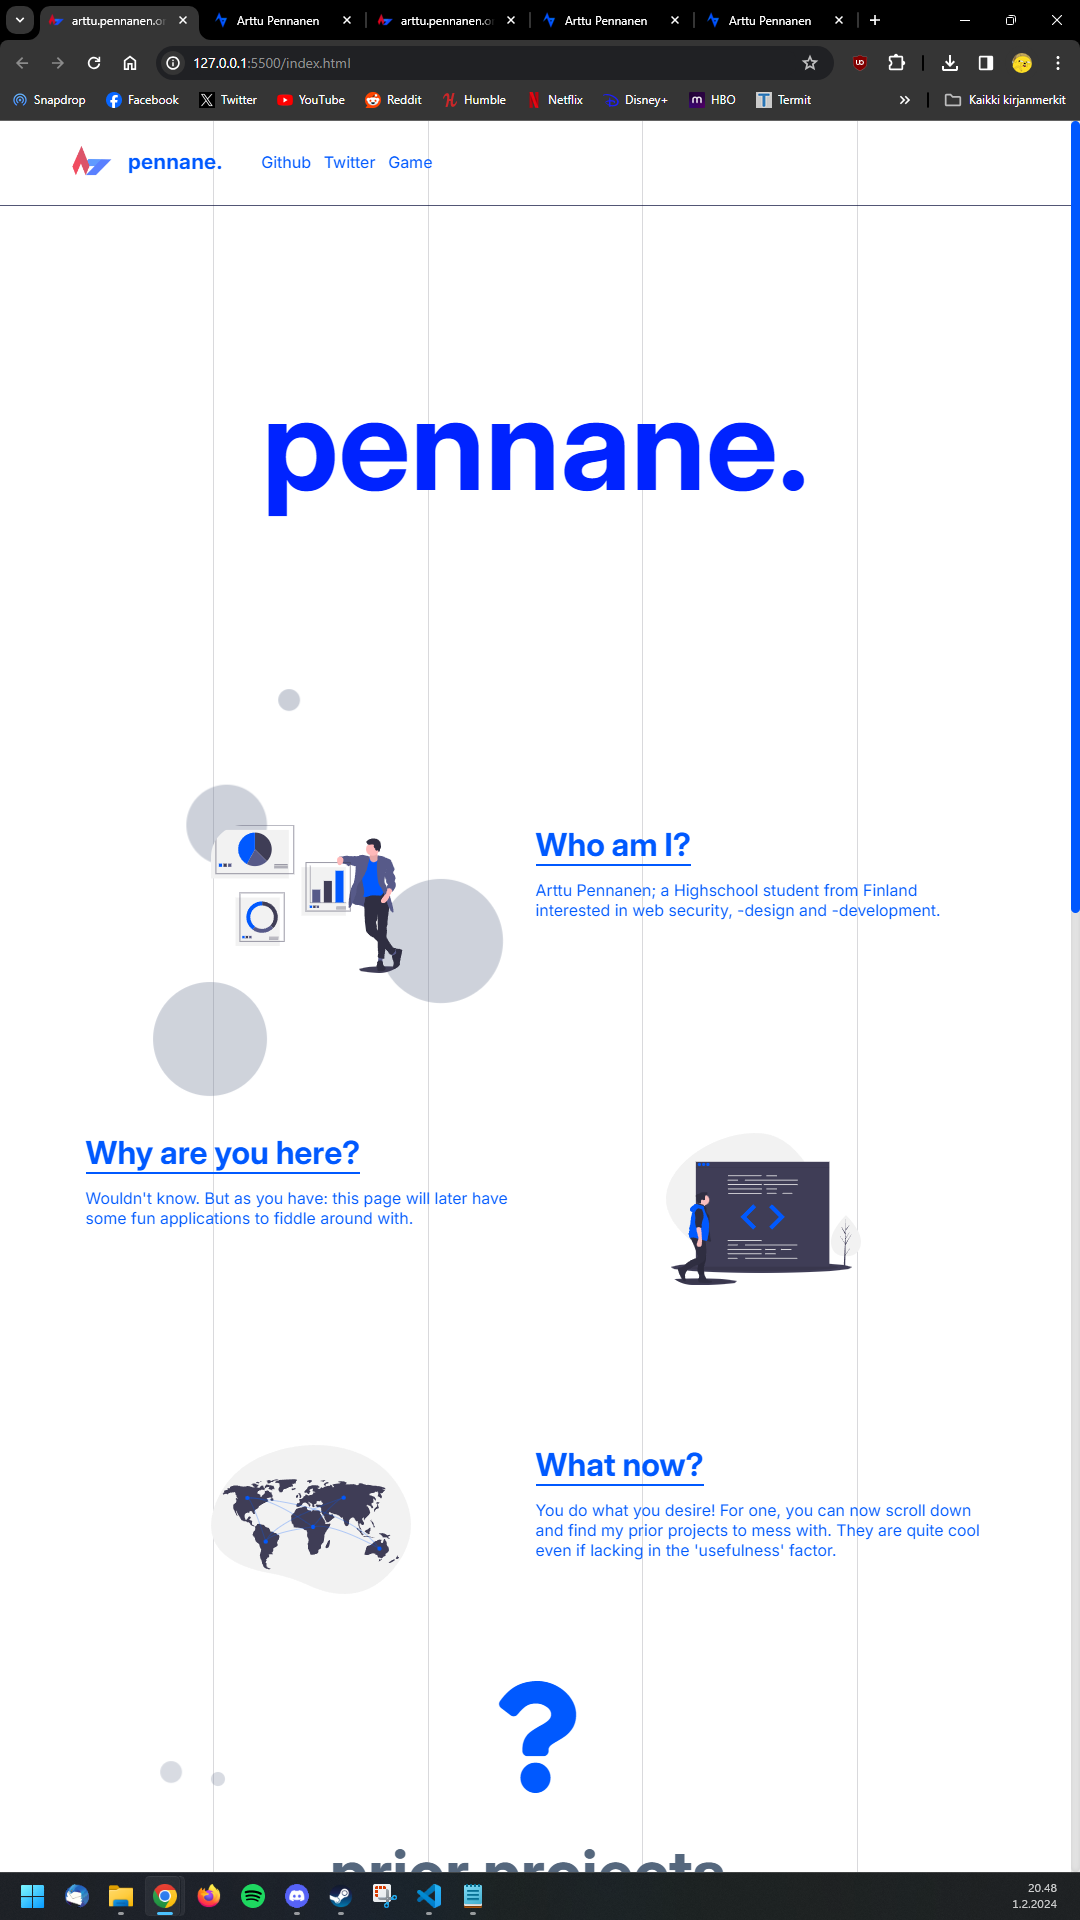 arttu.pennanen.or
Arttu Pennanen
arttu.pennanen.or
Arttu Pennanen
Arttu Pennanen
127.0.0.1:5500/index.html
Snapdrop
Facebook
Twitter
YouTube
Reddit
Humble
Netflix
Disney+
HBO
Termit
Kaikki kirjanmerkit
pennane.
Github
Twitter
Game
pennane.
Who am I?
Arttu Pennanen; a Highschool student from Finland
interested in web security, -design and -development.
Why are you here?
Wouldn't know. But as you have: this page will later have
some fun applications to fiddle around with.
What now?
You do what you desire! For one, you can now scroll down
and find my prior projects to mess with. They are quite cool
even if lacking in the 'usefulness' factor.
?
prior projects
20.48
1.2.2024